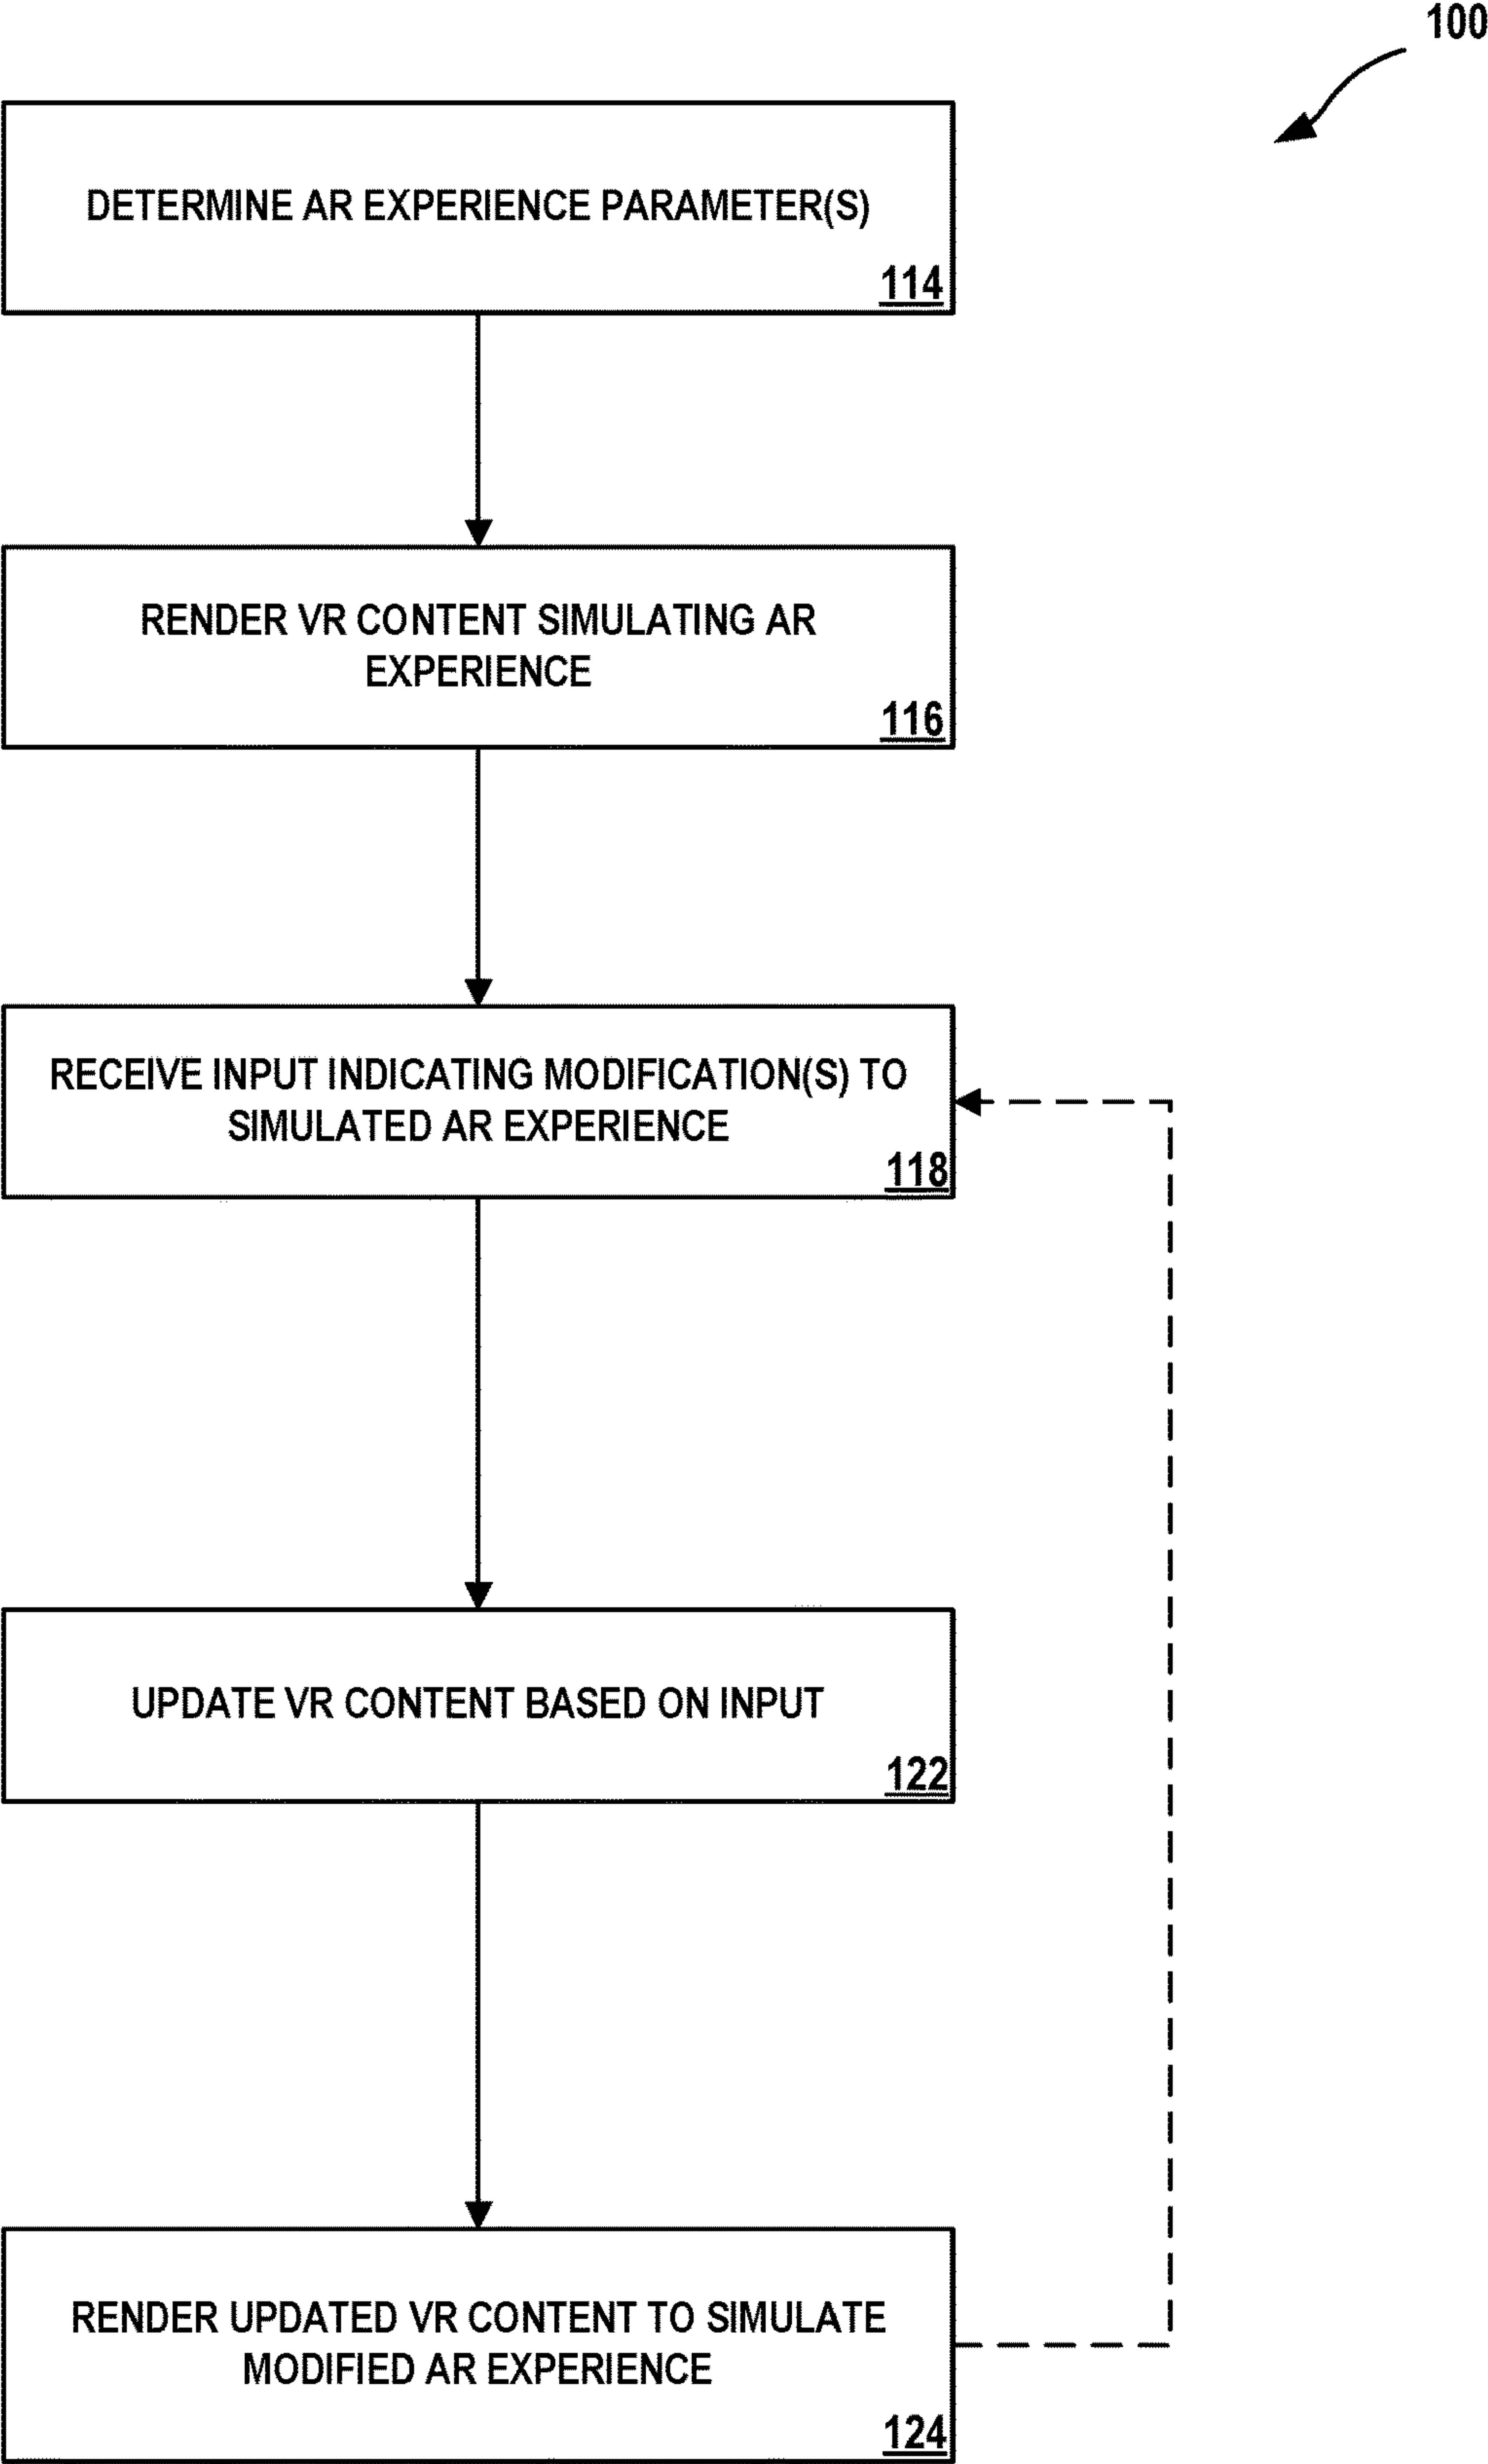 100
DETERMINE AR EXPERIENCE PARAMETER(S)
114
RENDER VR CONTENT SIMULATING AR
EXPERIENCE
116
RECEIVE INPUT INDICATING MODIFICATION(S) TO
SIMULATED AR EXPERIENCE
118
UPDATE VR CONTENT BASED ON INPUT
122
RENDER UPDATED VR CONTENT TO SIMULATE
MODIFIED AR EXPERIENCE
124